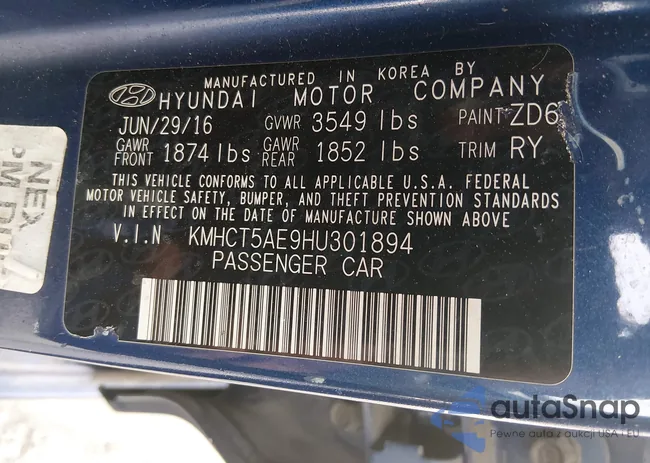 MANUFACTURED IN KOREA BY
HYUNDAI MOTOR COMPANY
JUN/29/16 GVWR 3549 lbs PAINT ZD6
GAWR FRONT 1874 lbs GAWR REAR 1852 lbs TRIM RY
THIS VEHICLE CONFORMS TO ALL APPLICABLE U.S.A. FEDERAL
MOTOR VEHICLE SAFETY, BUMPER, AND THEFT PREVENTION STANDARDS
IN EFFECT ON THE DATE OF MANUFACTURE SHOWN ABOVE
V.I.N KMHCT5AE9HU301894
PASSENGER CAR
NEX
autoSnap
Pewne auta z aukcji USA i EU